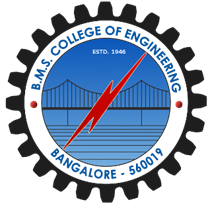 B.M.S. COLLEGE OF ENGINEERING
ESTD. 1946
BANGALORE - 560019